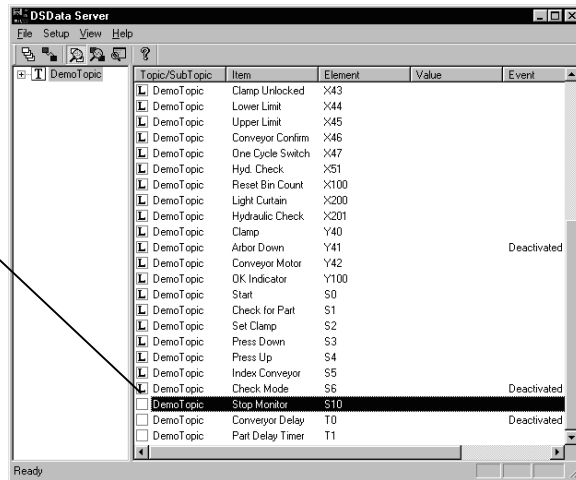 DSData Server
File Setup View Help
T DemoTopic
Topic/SubTopic Item Element Value Event
L DemoTopic Clamp Unlocked X43
L DemoTopic Lower Limit X44
L DemoTopic Upper Limit X45
L DemoTopic Conveyor Confirm X46
L DemoTopic One Cycle Switch X47
L DemoTopic Hyd. Check X51
L DemoTopic Reset Bin Count X100
L DemoTopic Light Curtain X200
L DemoTopic Hydraulic Check X201
L DemoTopic Clamp Y40
L DemoTopic Arbor Down Y41 Deactivated
L DemoTopic Conveyor Motor Y42
L DemoTopic OK Indicator Y100
L DemoTopic Start S0
L DemoTopic Check for Part S1
L DemoTopic Set Clamp S2
L DemoTopic Press Down S3
L DemoTopic Press Up S4
L DemoTopic Index Conveyor S5
L DemoTopic Check Mode S6 Deactivated
DemoTopic Stop Monitor S10
DemoTopic Converyor Delay T0 Deactivated
DemoTopic Part Delay Timer T1
Ready